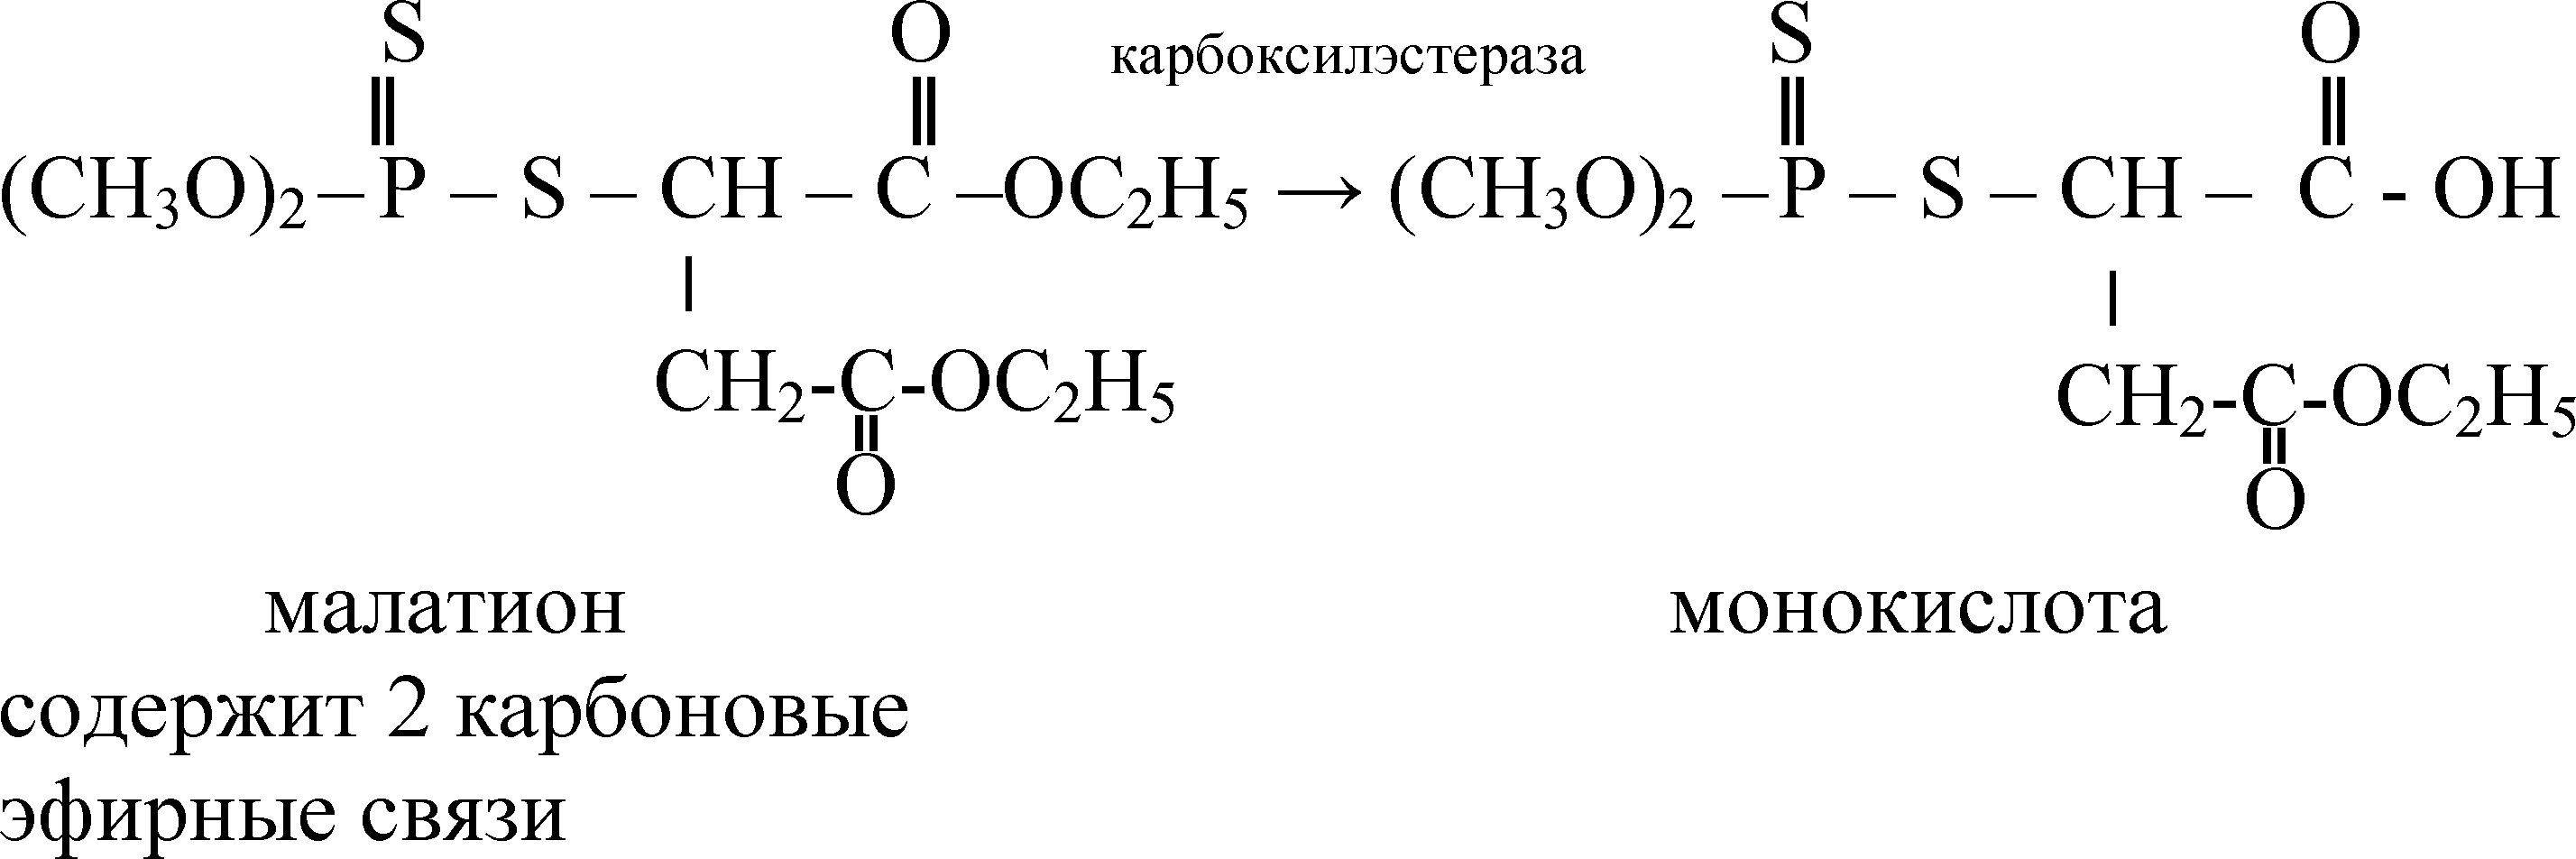 S O карбоксилэстераза S O
(CH3O)2 – P – S – CH – C –OC2H5 → (CH3O)2 – P – S – CH – C - OH
CH2-C-OC2H5 CH2-C-OC2H5
O O
малатион монокислота
содержит 2 карбоновые
эфирные связи